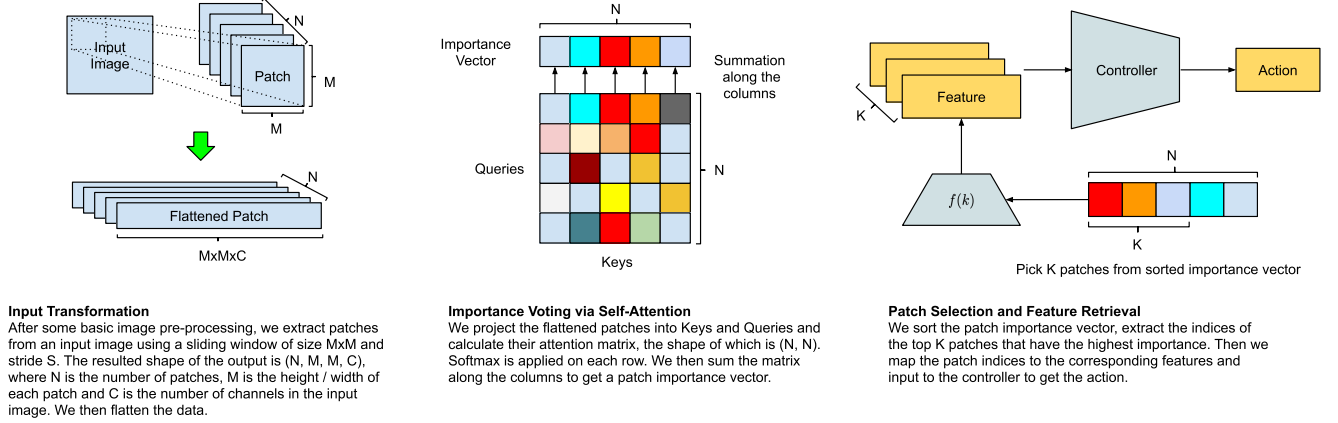 Input
Image
N
Patch
M
M
N
Flattened Patch
MxMxC
N
Importance
Vector
Summation
along the
columns
Queries
N
Keys
Feature
K
Controller
Action
f(k)
N
K
Pick K patches from sorted importance vector
Input Transformation
After some basic image pre-processing, we extract patches
from an input image using a sliding window of size MxM and
stride S. The resulted shape of the output is (N, M, M, C),
where N is the number of patches, M is the height / width of
each patch and C is the number of channels in the input
image. We then flatten the data.
Importance Voting via Self-Attention
We project the flattened patches into Keys and Queries and
calculate their attention matrix, the shape of which is (N, N).
Softmax is applied on each row. We then sum the matrix
along the columns to get a patch importance vector.
Patch Selection and Feature Retrieval
We sort the patch importance vector, extract the indices of
the top K patches that have the highest importance. Then we
map the patch indices to the corresponding features and
input to the controller to get the action.